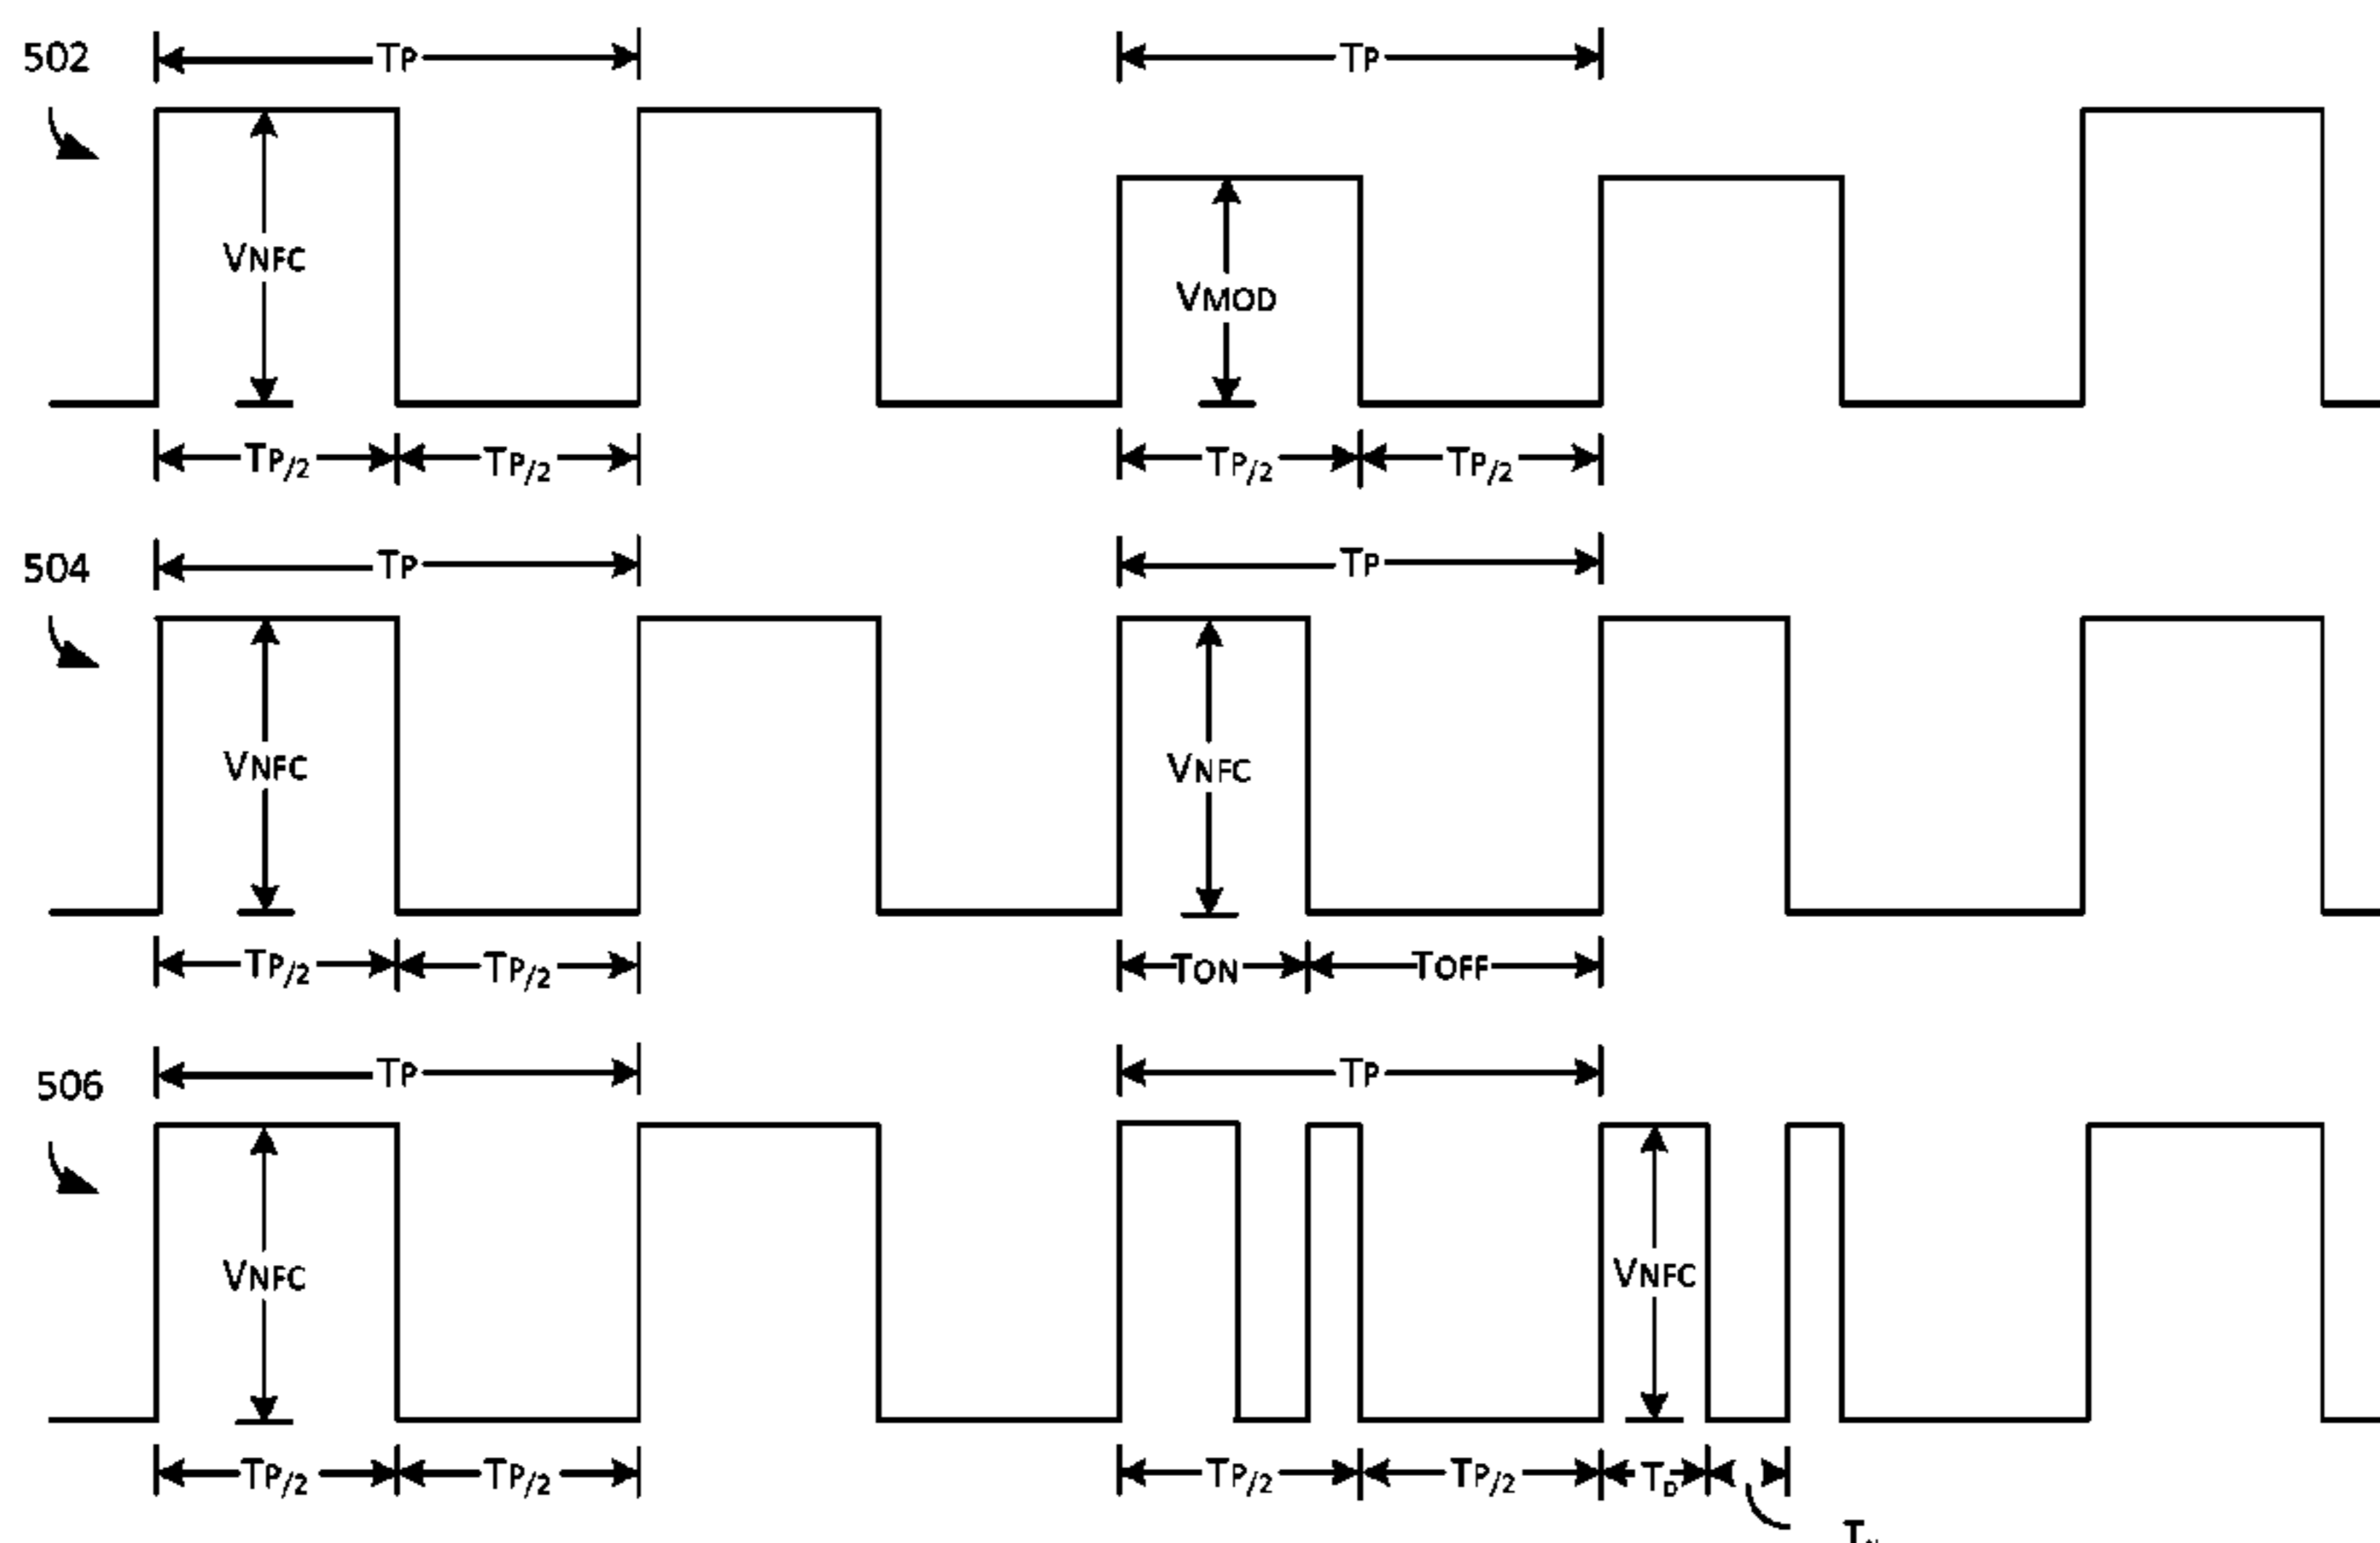 502
TP TP
VNFC
VMOD
TP/2 TP/2 TP/2 TP/2
504
TP TP
VNFC VNFC
TP/2 TP/2 TON TOFF
506
TP TP
VNFC VNFC
TP/2 TP/2 TP/2 TP/2 TD